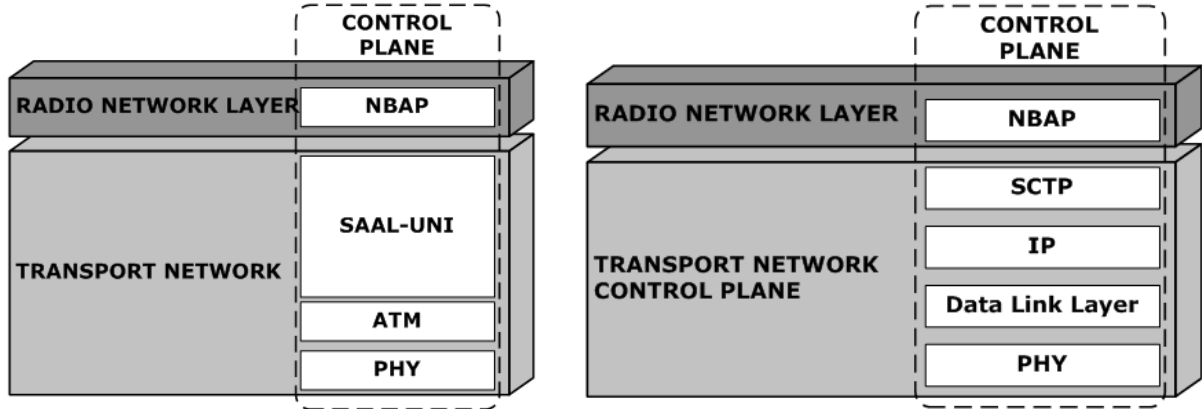 CONTROL
PLANE
RADIO NETWORK LAYER
NBAP
SAAL-UNI
TRANSPORT NETWORK
ATM
PHY
CONTROL
PLANE
RADIO NETWORK LAYER
NBAP
SCTP
IP
TRANSPORT NETWORK
CONTROL PLANE
Data Link Layer
PHY